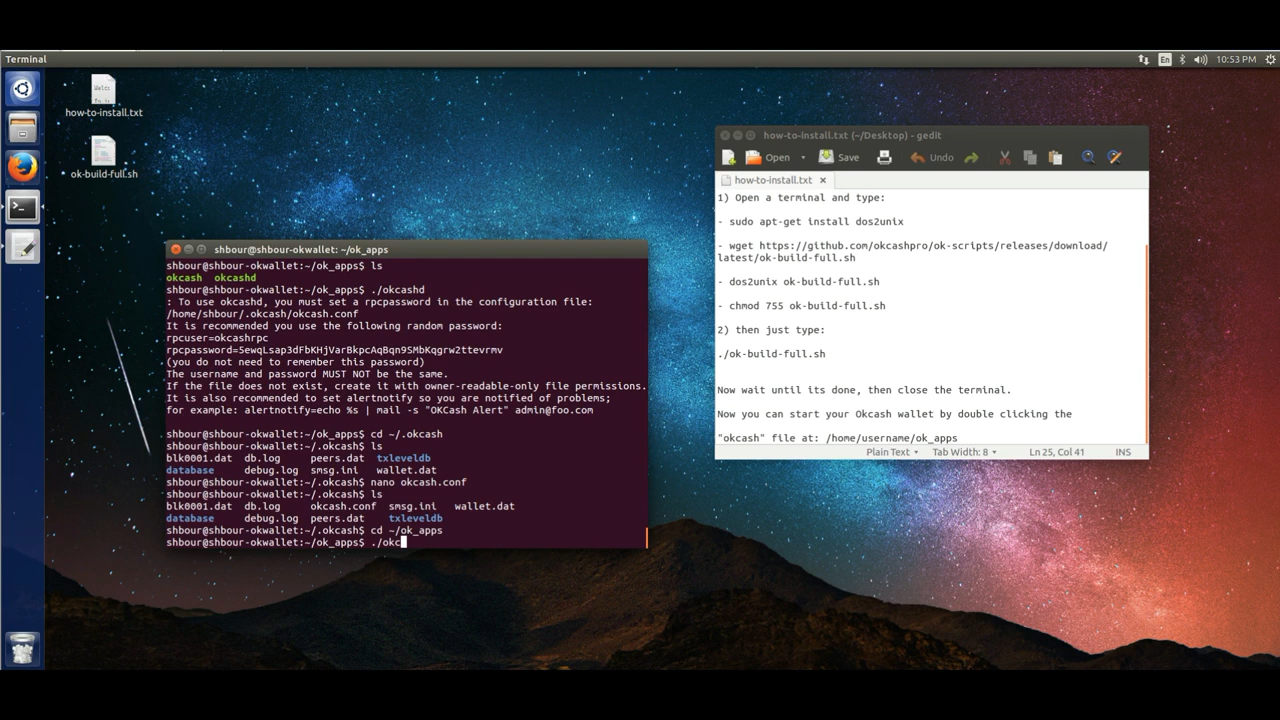 Terminal
En
10:53 PM
how-to-install.txt
ok-build-full.sh
shbour@shbour-okwallet: ~/ok_apps
shbour@shbour-okwallet:~/ok_apps$ ls
okcash okcashd
shbour@shbour-okwallet:~/ok_apps$ ./okcashd
: To use okcashd, you must set a rpcpassword in the configuration file:
/home/shbour/.okcash/okcash.conf
It is recommended you use the following random password:
rpcuser=okcashrpc
rpcpassword=5ewqLsap3dFbKHjVarBkpcAqBqn9SMbKqgrw2ttevrmv
(you do not need to remember this password)
The username and password MUST NOT be the same.
If the file does not exist, create it with owner-readable-only file permissions.
It is also recommended to set alertnotify so you are notified of problems;
for example: alertnotify=echo %s | mail -s "OKCash Alert" admin@foo.com
shbour@shbour-okwallet:~/ok_apps$ cd ~/.okcash
shbour@shbour-okwallet:~/.okcash$ ls
blk0001.dat db.log peers.dat txleveldb
database debug.log smsg.ini wallet.dat
shbour@shbour-okwallet:~/.okcash$ nano okcash.conf
shbour@shbour-okwallet:~/.okcash$ ls
blk0001.dat db.log okcash.conf smsg.ini wallet.dat
database debug.log peers.dat txleveldb
shbour@shbour-okwallet:~/.okcash$ cd ~/ok_apps
shbour@shbour-okwallet:~/ok_apps$ ./okc
how-to-install.txt (~/Desktop) - gedit
Open Save Undo
how-to-install.txt
1) Open a terminal and type:
- sudo apt-get install dos2unix
- wget https://github.com/okcashpro/ok-scripts/releases/download/
latest/ok-build-full.sh
- dos2unix ok-build-full.sh
- chmod 755 ok-build-full.sh
2) then just type:
./ok-build-full.sh
Now wait until its done, then close the terminal.
Now you can start your Okcash wallet by double clicking the
"okcash" file at: /home/username/ok_apps
Plain Text Tab Width: 8 Ln 25, Col 41 INS